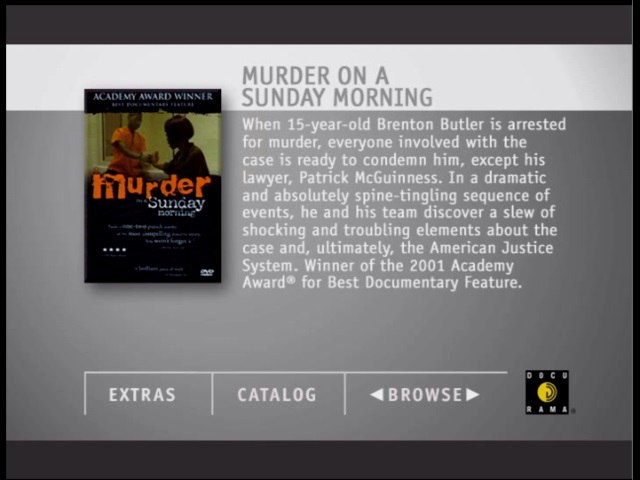 MURDER ON A
SUNDAY MORNING
ACADEMY AWARD WINNER
BEST DOCUMENTARY FEATURE
murder
Sunday
morning
DVD
When 15-year-old Brenton Butler is arrested
for murder, everyone involved with the
case is ready to condemn him, except his
lawyer, Patrick McGuinness. In a dramatic
and absolutely spine-tingling sequence of
events, he and his team discover a slew of
shocking and troubling elements about the
case and, ultimately, the American Justice
System. Winner of the 2001 Academy
Award® for Best Documentary Feature.
EXTRAS
CATALOG
◀BROWSE▶
DOCU
RAMA®